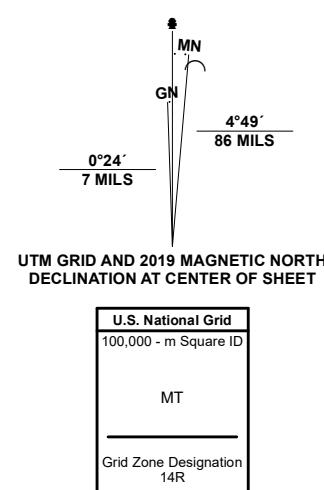 MN
GN
4°49´
86 MILS
0°24´
7 MILS
UTM GRID AND 2019 MAGNETIC NORTH
DECLINATION AT CENTER OF SHEET
U.S. National Grid
100,000 - m Square ID
MT
Grid Zone Designation
14R